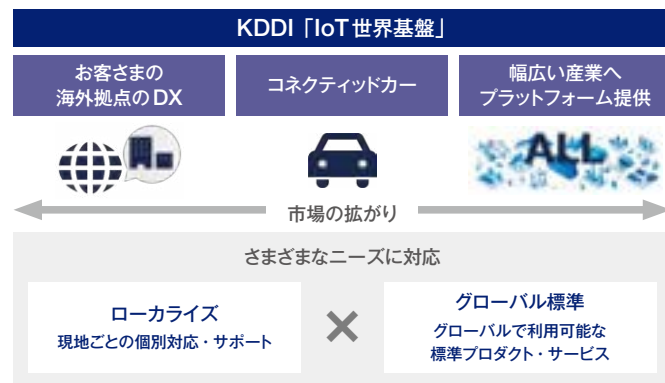 KDDI「IoT世界基盤」
お客さまの
海外拠点のDX
コネクティッドカー
幅広い産業へ
プラットフォーム提供
ALL
市場の拡がり
さまざまなニーズに対応
ローカライズ
現地ごとの個別対応・サポート
×
グローバル標準
グローバルで利用可能な
標準プロダクト・サービス